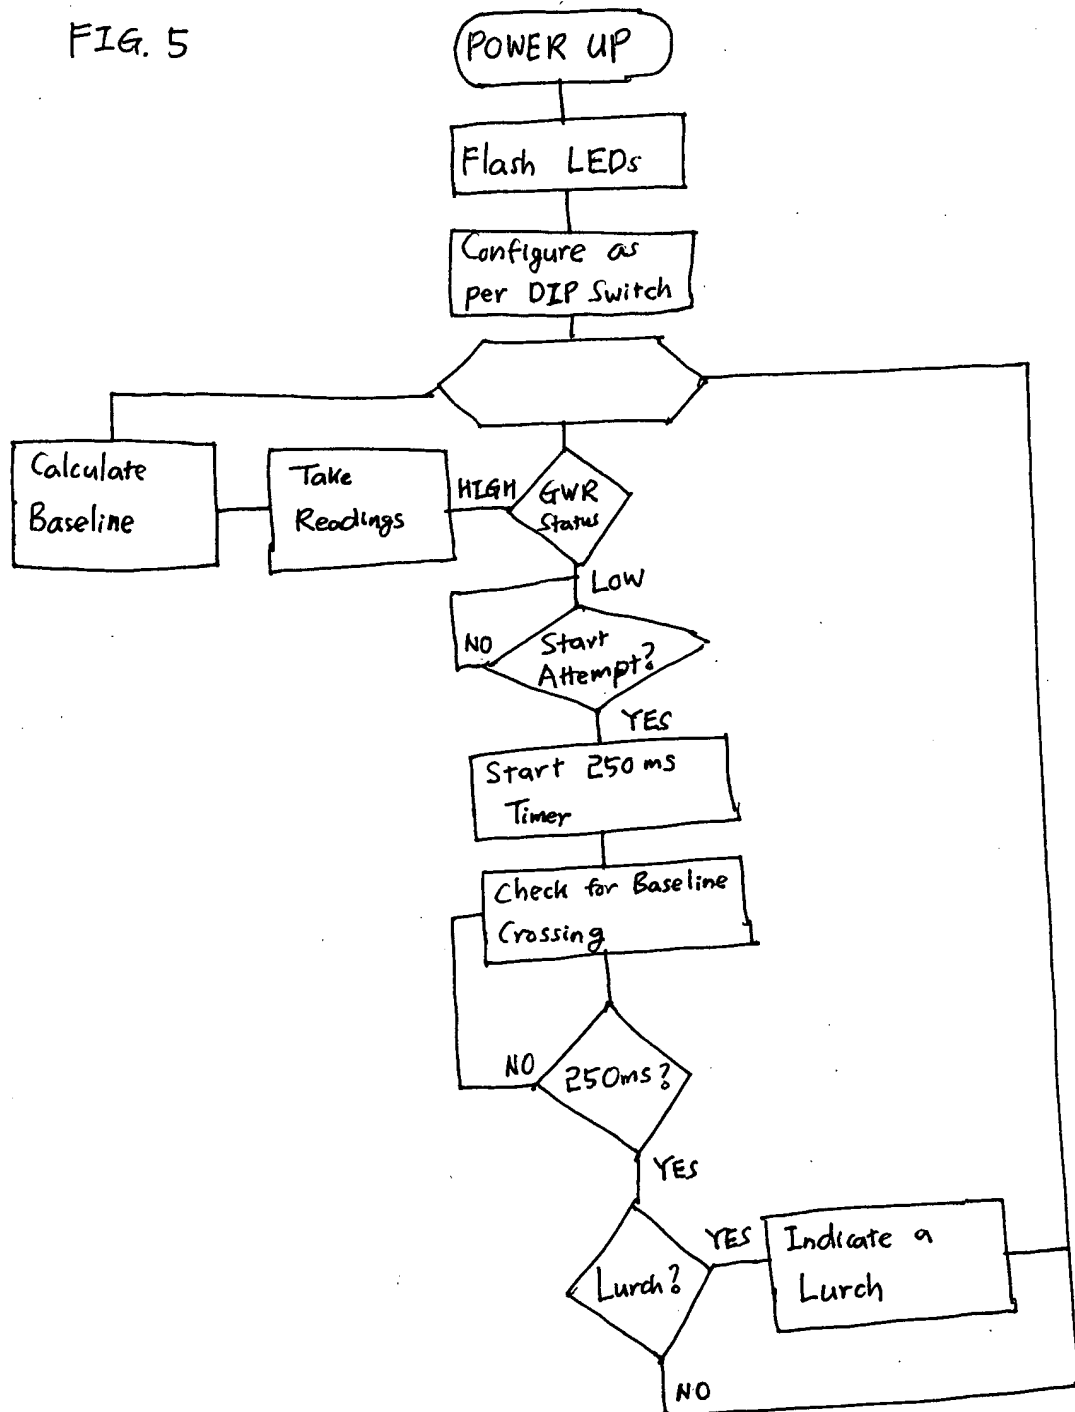 FIG. 5
POWER UP
Flash LEDs
Configure as
per DIP Switch
Calculate
Baseline
Take
Readings
HIGH
GWR
Status
LOW
NO
Start
Attempt?
YES
Start 250 ms
Timer
Check for Baseline
Crossing
NO
250ms?
YES
Lurch?
YES
Indicate a
Lurch
NO